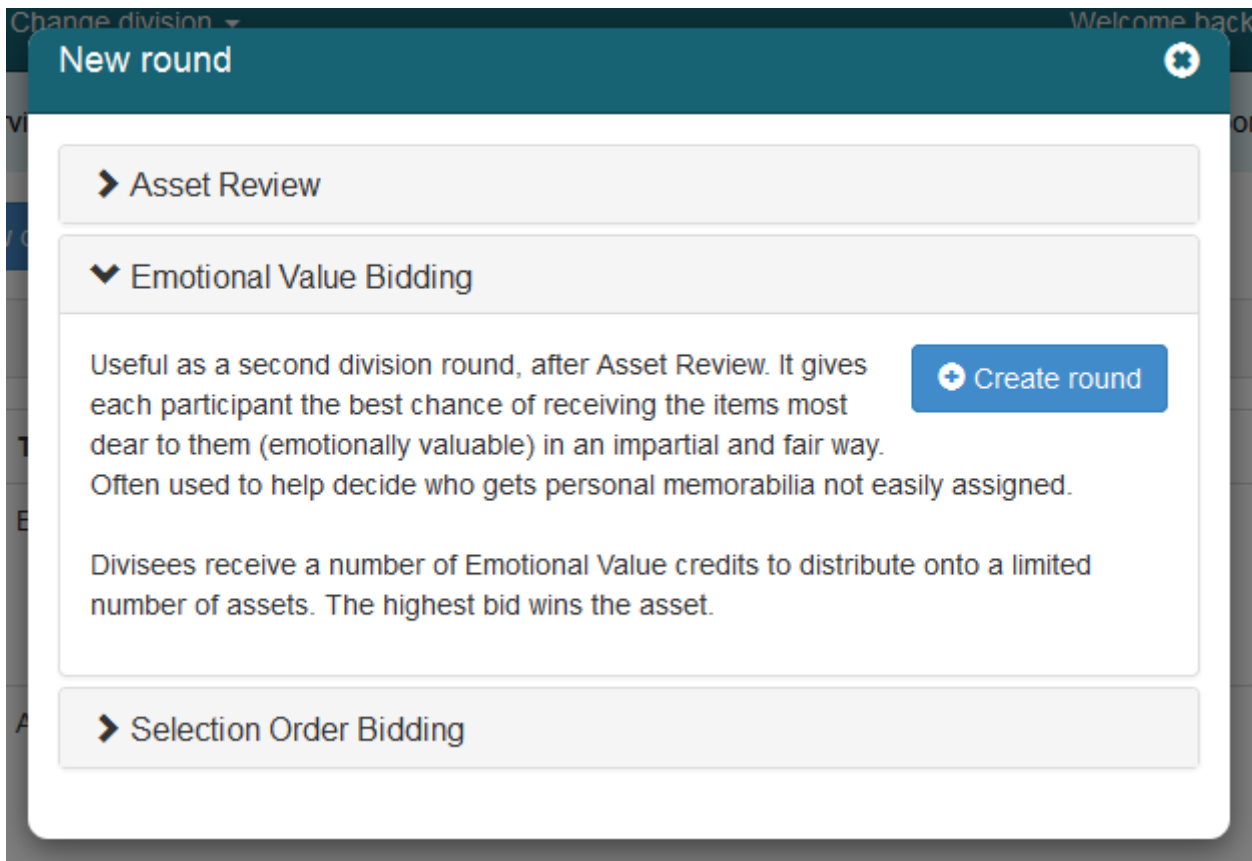 Change division
Welcome back
New round
Asset Review
Emotional Value Bidding
Useful as a second division round, after Asset Review. It gives
each participant the best chance of receiving the items most
dear to them (emotionally valuable) in an impartial and fair way.
Often used to help decide who gets personal memorabilia not easily assigned.
Create round
Divisees receive a number of Emotional Value credits to distribute onto a limited
number of assets. The highest bid wins the asset.
Selection Order Bidding